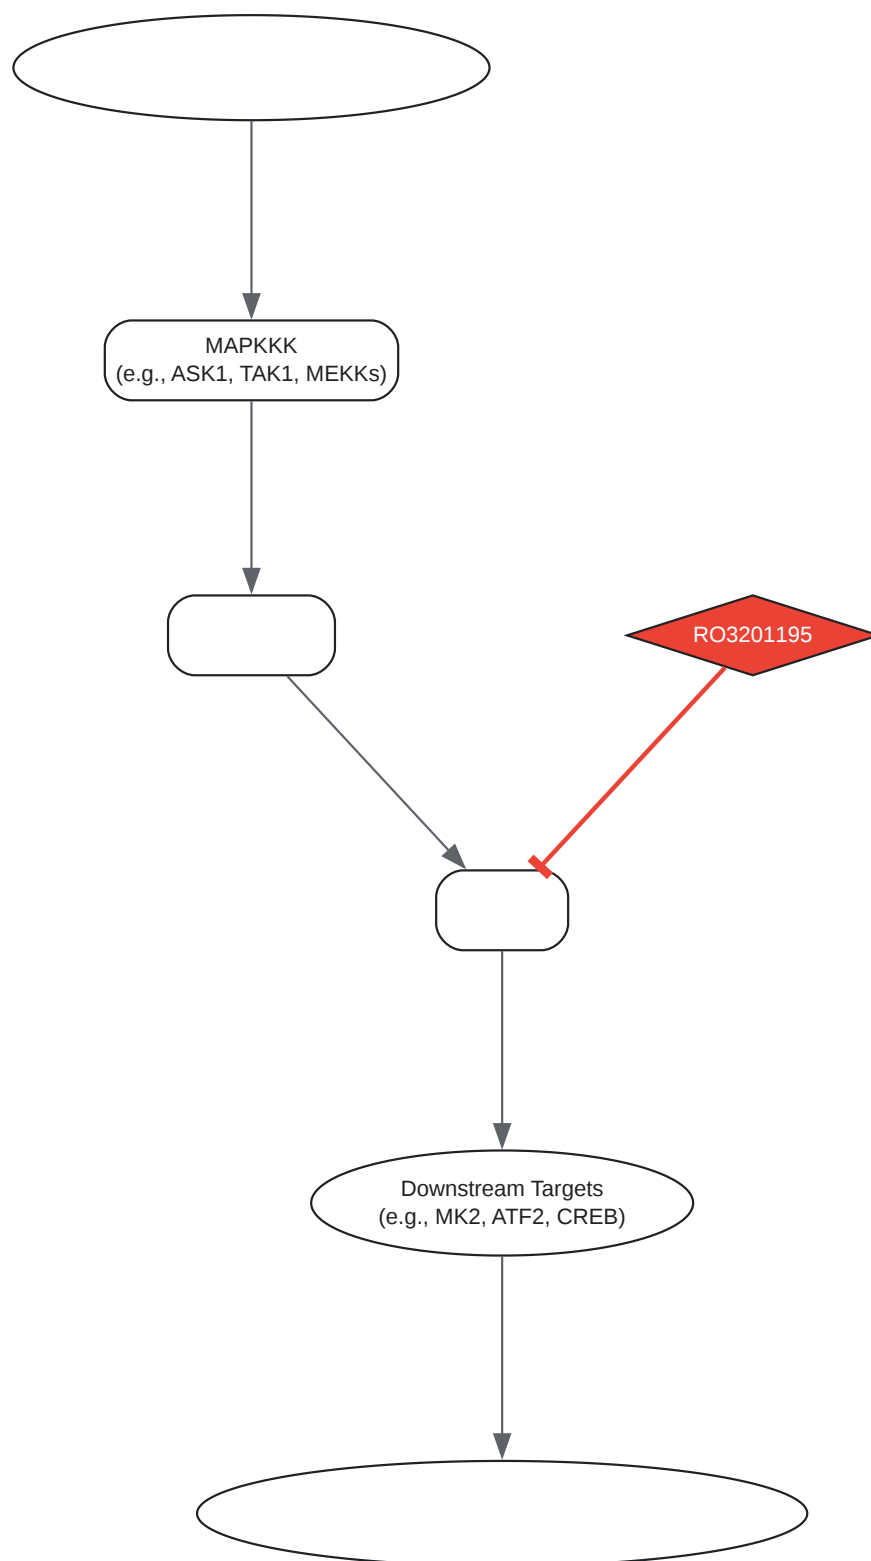 MAPKKK
(e.g., ASK1, TAK1, MEKKs)
RO3201195
Downstream Targets
(e.g., MK2, ATF2, CREB)